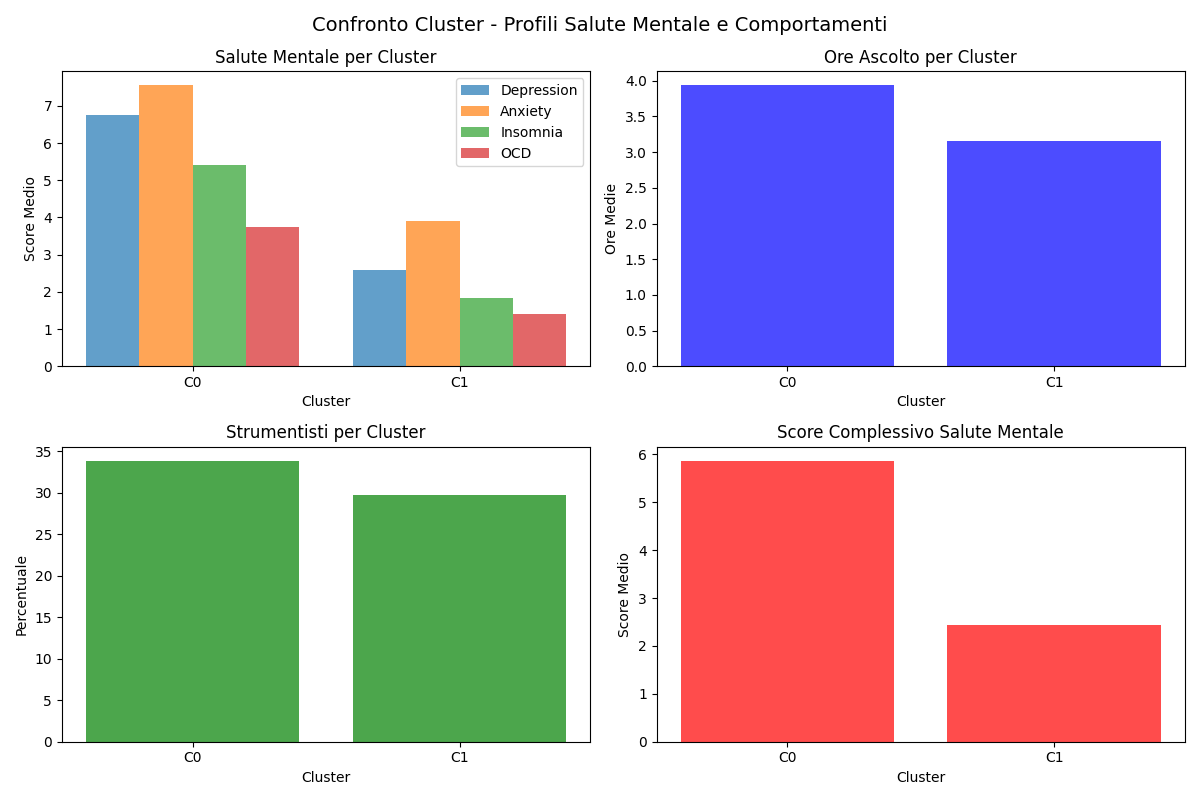 Confronto Cluster - Profili Salute Mentale e Comportamenti
Salute Mentale per Cluster
Score Medio
7
6
5
4
3
2
1
0
Depression
Anxiety
Insomnia
OCD
C0
C1
Cluster
Ore Ascolto per Cluster
Ore Medie
4.0
3.5
3.0
2.5
2.0
1.5
1.0
0.5
0.0
C0
C1
Cluster
Strumentisti per Cluster
Percentuale
35
30
25
20
15
10
5
0
C0
C1
Cluster
Score Complessivo Salute Mentale
Score Medio
6
5
4
3
2
1
0
C0
C1
Cluster